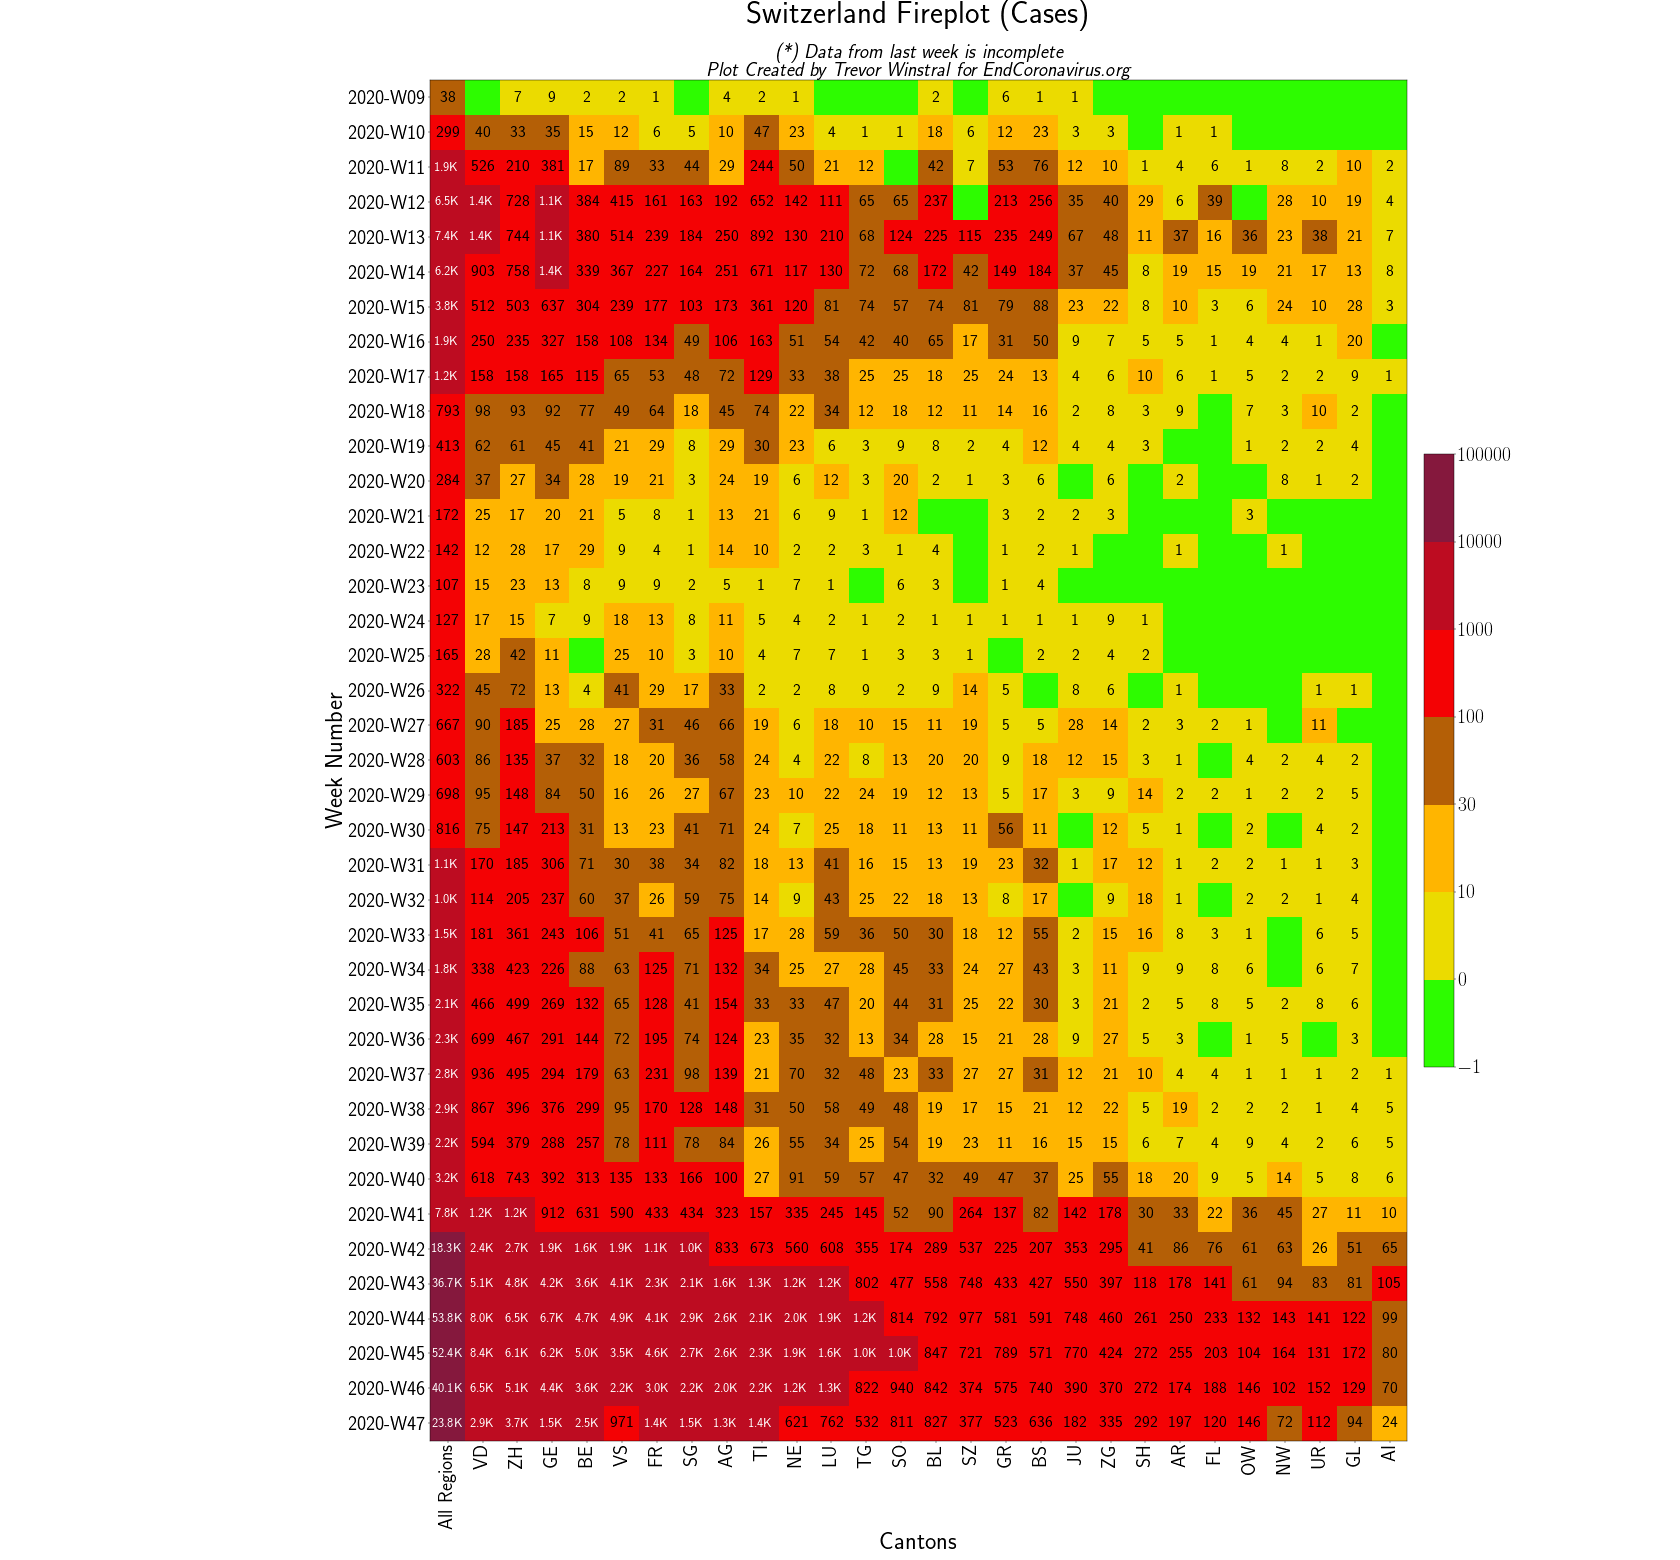 Switzerland Fireplot (Cases)
(*) Data from last week is incomplete
Plot Created by Trevor Winstral for EndCoronavirus.org
2020-W09 38 7 9 2 2 1 4 2 1 2 6 1 1
2020-W10 299 40 33 35 15 12 6 5 10 47 23 4 1 1 18 6 12 23 3 3 1 1
2020-W11 1.9K 526 210 381 17 89 33 44 29 244 50 21 12 42 7 53 76 12 10 1 4 6 1 8 2 10 2
2020-W12 6.5K 1.4K 728 1.1K 384 415 161 163 192 652 142 111 65 65 237 213 256 35 40 29 6 39 28 10 19 4
2020-W13 7.4K 1.4K 744 1.1K 380 514 239 184 250 892 130 210 68 124 225 115 235 249 67 48 11 37 16 36 23 38 21 7
2020-W14 6.2K 903 758 1.4K 339 367 227 164 251 671 117 130 72 68 172 42 149 184 37 45 8 19 15 19 21 17 13 8
2020-W15 3.8K 512 503 637 304 239 177 103 173 361 120 81 74 57 74 81 79 88 23 22 8 10 3 6 24 10 28 3
2020-W16 1.9K 250 235 327 158 108 134 49 106 163 51 54 42 40 65 17 31 50 9 7 5 5 1 4 4 1 20
2020-W17 1.2K 158 158 165 115 65 53 48 72 129 33 38 25 25 18 25 24 13 4 6 10 6 1 5 2 2 9 1
2020-W18 793 98 93 92 77 49 64 18 45 74 22 34 12 18 12 11 14 16 2 8 3 9 7 3 10 2
2020-W19 413 62 61 45 41 21 29 8 29 30 23 6 3 9 8 2 4 12 4 4 3 1 2 2 4
2020-W20 284 37 27 34 28 19 21 3 24 19 6 12 3 20 2 1 3 6 6 2 8 1 2
2020-W21 172 25 17 20 21 5 8 1 13 21 6 9 1 12 3 2 2 3 3
2020-W22 142 12 28 17 29 9 4 1 14 10 2 2 3 1 4 1 2 1 1 1
2020-W23 107 15 23 13 8 9 9 2 5 1 7 1 6 3 1 4
2020-W24 127 17 15 7 9 18 13 8 11 5 4 2 1 2 1 1 1 1 1 9 1
2020-W25 165 28 42 11 25 10 3 10 4 7 7 1 3 3 1 2 2 4 2
2020-W26 322 45 72 13 4 41 29 17 33 2 2 8 9 2 9 14 5 8 6 1 1 1
2020-W27 667 90 185 25 28 27 31 46 66 19 6 18 10 15 11 19 5 5 28 14 2 3 2 1 11
2020-W28 603 86 135 37 32 18 20 36 58 24 4 22 8 13 20 20 9 18 12 15 3 1 4 2 4 2
2020-W29 698 95 148 84 50 16 26 27 67 23 10 22 24 19 12 13 5 17 3 9 14 2 2 1 2 2 5
2020-W30 816 75 147 213 31 13 23 41 71 24 7 25 18 11 13 11 56 11 12 5 1 2 4 2
2020-W31 1.1K 170 185 306 71 30 38 34 82 18 13 41 16 15 13 19 23 32 1 17 12 1 2 2 1 1 3
2020-W32 1.0K 114 205 237 60 37 26 59 75 14 9 43 25 22 18 13 8 17 9 18 1 2 2 1 4
2020-W33 1.5K 181 361 243 106 51 41 65 125 17 28 59 36 50 30 18 12 55 2 15 16 8 3 1 6 5
2020-W34 1.8K 338 423 226 88 63 125 71 132 34 25 27 28 45 33 24 27 43 3 11 9 9 8 6 6 7
2020-W35 2.1K 466 499 269 132 65 128 41 154 33 33 47 20 44 31 25 22 30 3 21 2 5 8 5 2 8 6
2020-W36 2.3K 699 467 291 144 72 195 74 124 23 35 32 13 34 28 15 21 28 9 27 5 3 1 5 3
2020-W37 2.8K 936 495 294 179 63 231 98 139 21 70 32 48 23 33 27 27 31 12 21 10 4 4 1 1 1 2 1
2020-W38 2.9K 867 396 376 299 95 170 128 148 31 50 58 49 48 19 17 15 21 12 22 5 19 2 2 2 1 4 5
2020-W39 2.2K 594 379 288 257 78 111 78 84 26 55 34 25 54 19 23 11 16 15 15 6 7 4 9 4 2 6 5
2020-W40 3.2K 618 743 392 313 135 133 166 100 27 91 59 57 47 32 49 47 37 25 55 18 20 9 5 14 5 8 6
2020-W41 7.8K 1.2K 1.2K 912 631 590 433 434 323 157 335 245 145 52 90 264 137 82 142 178 30 33 22 36 45 27 11 10
2020-W42 18.3K 2.4K 2.7K 1.9K 1.6K 1.9K 1.1K 1.0K 833 673 560 608 355 174 289 537 225 207 353 295 41 86 76 61 63 26 51 65
2020-W43 36.7K 5.1K 4.8K 4.2K 3.6K 4.1K 2.3K 2.1K 1.6K 1.3K 1.2K 1.2K 802 477 558 748 433 427 550 397 118 178 141 61 94 83 81 105
2020-W44 53.8K 8.0K 6.5K 6.7K 4.7K 4.9K 4.1K 2.9K 2.6K 2.1K 2.0K 1.9K 1.2K 814 792 977 581 591 748 460 261 250 233 132 143 141 122 99
2020-W45 52.4K 8.4K 6.1K 6.2K 5.0K 3.5K 4.6K 2.7K 2.6K 2.3K 1.9K 1.6K 1.0K 1.0K 847 721 789 571 770 424 272 255 203 104 164 131 172 80
2020-W46 40.1K 6.5K 5.1K 4.4K 3.6K 2.2K 3.0K 2.2K 2.0K 2.2K 1.2K 1.3K 822 940 842 374 575 740 390 370 272 174 188 146 102 152 129 70
2020-W47 23.8K 2.9K 3.7K 1.5K 2.5K 971 1.4K 1.5K 1.3K 1.4K 621 762 532 811 827 377 523 636 182 335 292 197 120 146 72 112 94 24
All Regions VD ZH GE BE VS FR SG AG TI NE LU TG SO BL SZ GR BS JU ZG SH AR FL OW NW UR GL AI
Cantons
Week Number
100000
10000
1000
100
30
10
0
−1